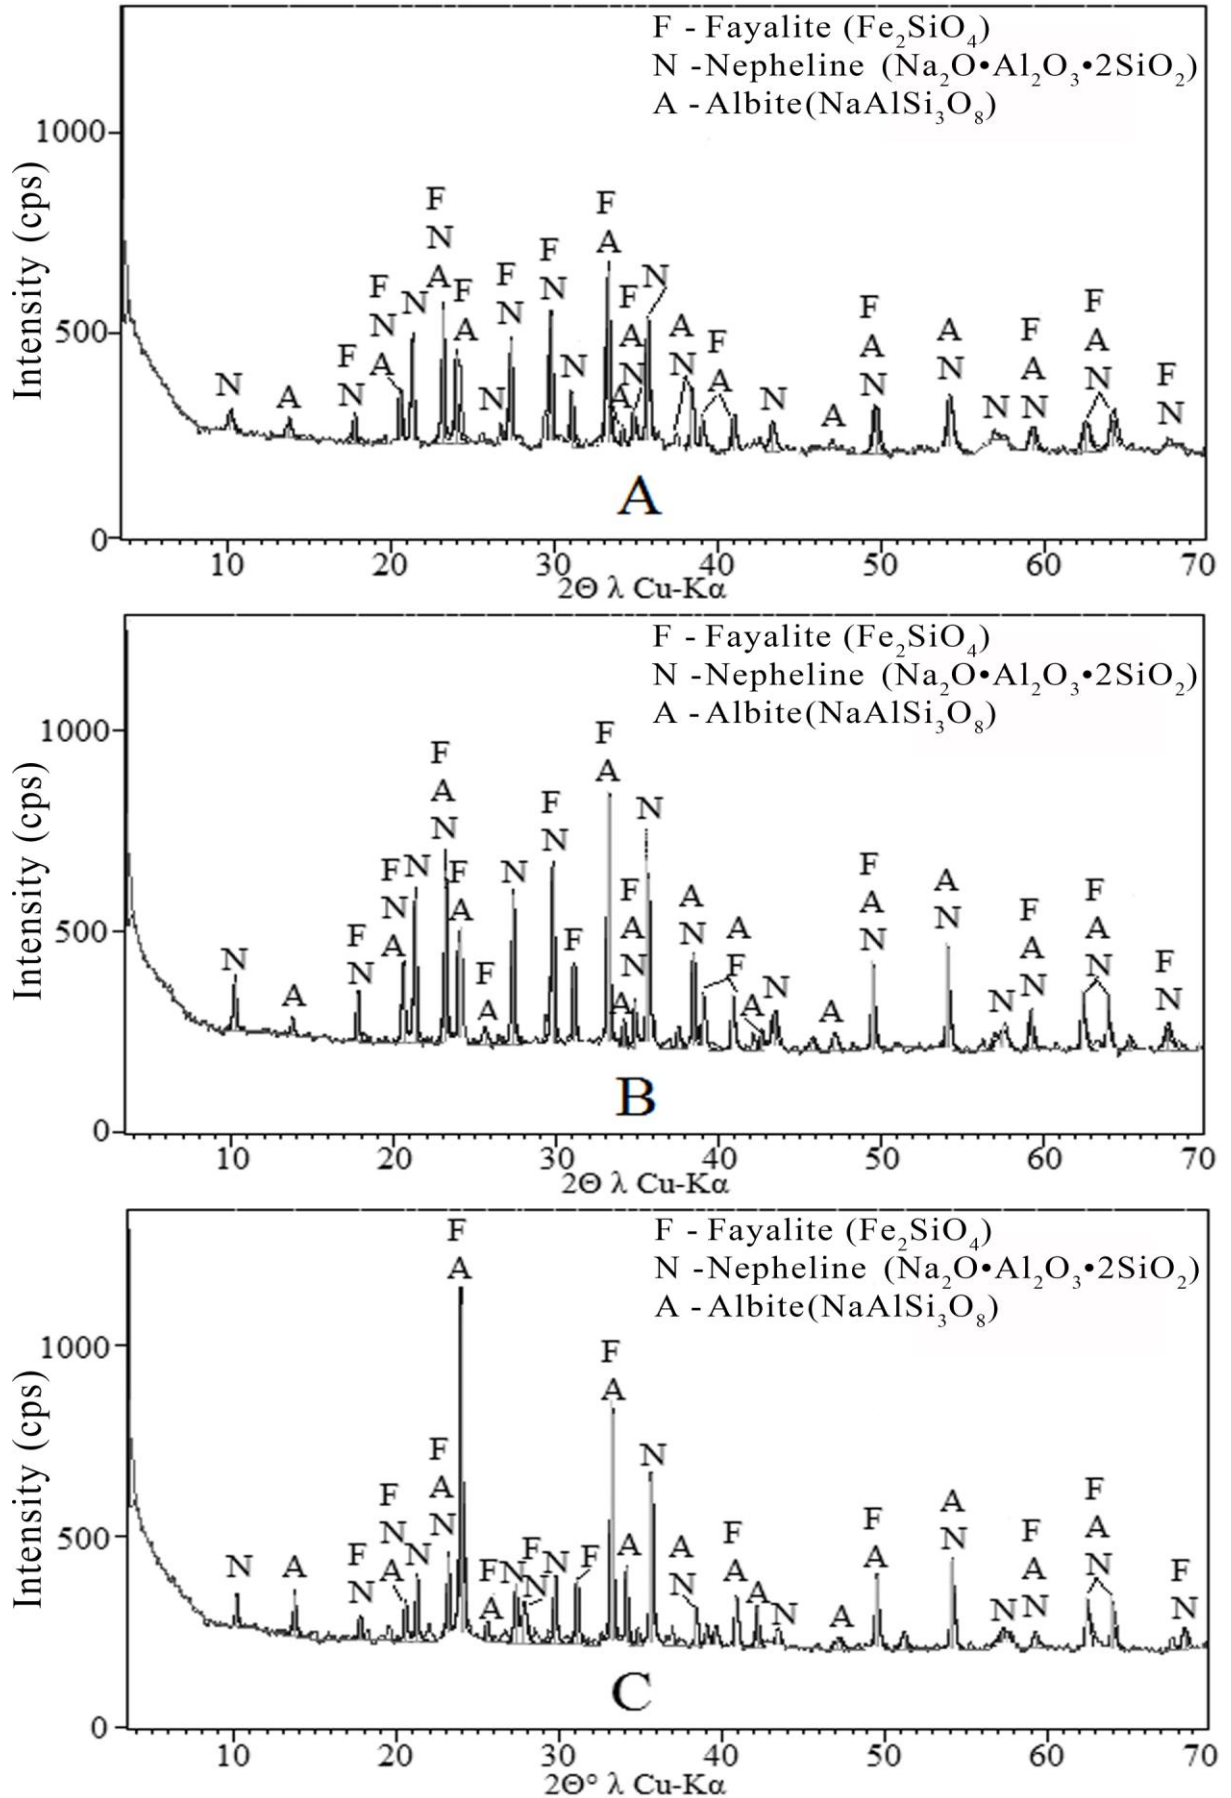 F - Fayalite (Fe₂SiO₄)
N -Nepheline (Na₂O•Al₂O₃•2SiO₂)
A -Albite(NaAlSi₃O₈)
Intensity (cps)
1000
500
0
F
F
F
N
F
F
A
F
F
N
A
F
N
N
F
N
A
N
A
N
F
N
A
N
A
N
N
A
F
A
N
A
F
A
N
N
A
F
A
N
A
N
N
F
A
N
F
A
N
F
N
A
10 20 30 40 50 60 70
2Θ λ Cu-Kα
F - Fayalite (Fe₂SiO₄)
N -Nepheline (Na₂O•Al₂O₃•2SiO₂)
A -Albite(NaAlSi₃O₈)
Intensity (cps)
1000
500
0
N
A
F
N
F
N
A
N
F
A
N
F
A
F
A
N
F
N
F
F
A
A
F
A
N
N
A
N
A
F
A
N
A
F
A
N
A
N
N
F
A
N
F
A
N
F
N
B
10 20 30 40 50 60 70
2Θ λ Cu-Kα
F - Fayalite (Fe₂SiO₄)
N -Nepheline (Na₂O•Al₂O₃•2SiO₂)
A -Albite(NaAlSi₃O₈)
Intensity (cps)
1000
500
0
N
A
F
N
F
N
A
N
F
A
N
F
A
F
A
N
F
N
N
F
F
A
A
N
A
N
F
A
A
N
A
F
A
A
N
N
F
A
N
F
A
N
F
N
C
10 20 30 40 50 60 70
2Θ° λ Cu-Kα